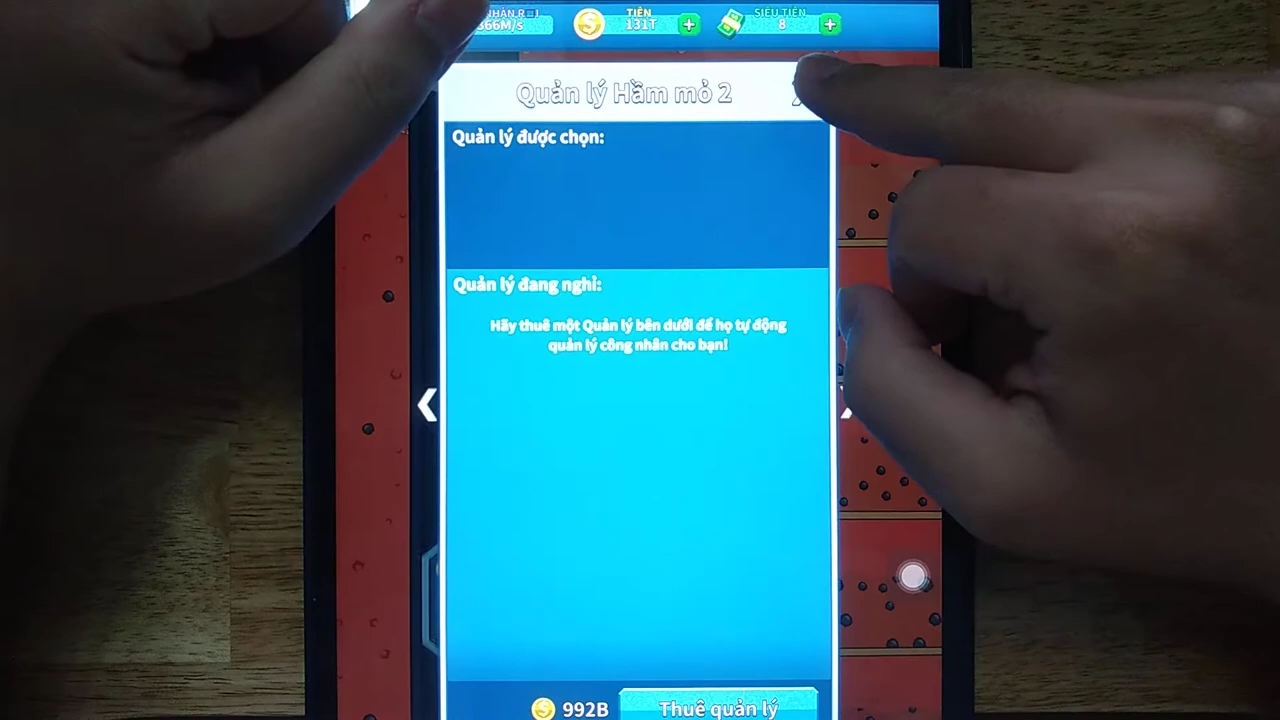 TIỀN
SIÊU TIỀN
366M/s
131T
8
Quản lý Hầm mỏ 2
Quản lý được chọn:
Quản lý đang nghỉ:
Hãy thuê một Quản lý bên dưới để họ tự động
quản lý công nhân cho bạn!
992B
Thuê quản lý